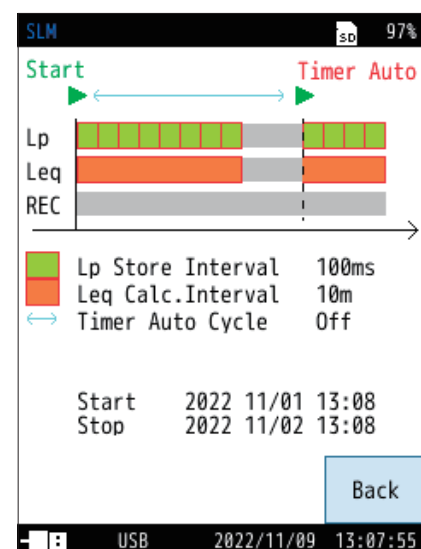 SLM SD 97%
Start Timer Auto
Lp
Leq
REC
Lp Store Interval 100ms
Leq Calc.Interval 10m
Timer Auto Cycle Off
Start 2022 11/01 13:08
Stop 2022 11/02 13:08
Back
USB 2022/11/09 13:07:55